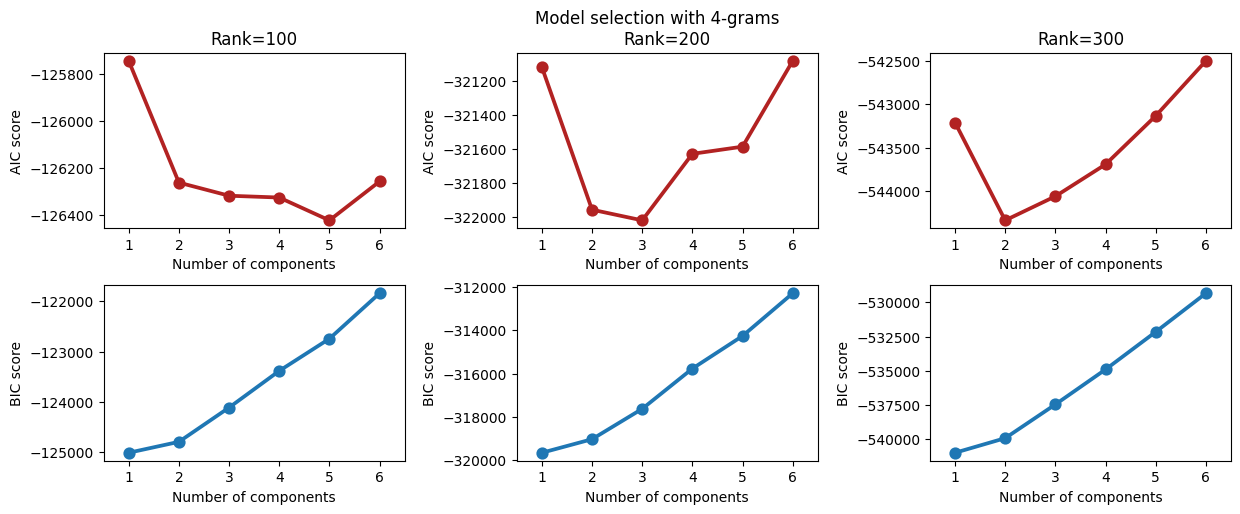 Model selection with 4-grams
Rank=100
Rank=200
Rank=300
AIC score
−125800
−126000
−126200
−126400
1 2 3 4 5 6
Number of components
AIC score
−321200
−321400
−321600
−321800
−322000
1 2 3 4 5 6
Number of components
AIC score
−542500
−543000
−543500
−544000
1 2 3 4 5 6
Number of components
BIC score
−122000
−123000
−124000
−125000
1 2 3 4 5 6
Number of components
BIC score
−312000
−314000
−316000
−318000
−320000
1 2 3 4 5 6
Number of components
BIC score
−530000
−532500
−535000
−537500
−540000
1 2 3 4 5 6
Number of components